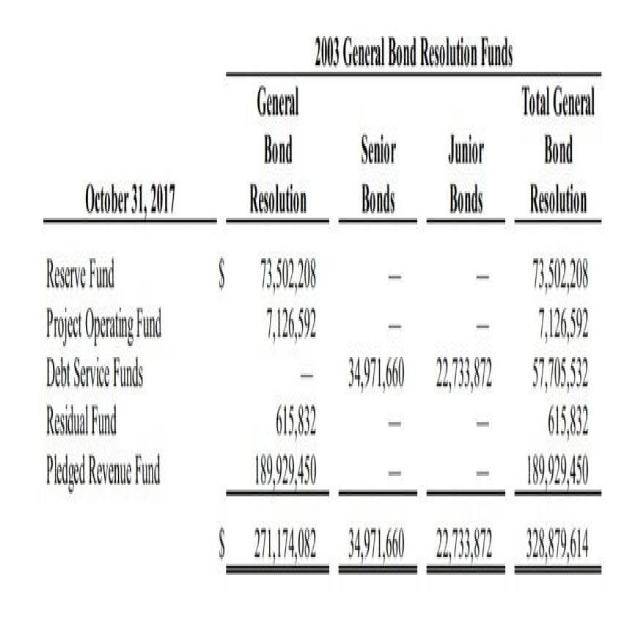 2003 General Bond Resolution Funds
General Total General
Bond Senior Junior Bond
October 31, 2017 Resolution Bonds Bonds Resolution
Reserve Fund $ 73,502,208 — — 73,502,208
Project Operating Fund 7,126,592 — — 7,126,592
Debt Service Funds — 34,971,660 22,733,872 57,705,532
Residual Fund 615,832 — — 615,832
Pledged Revenue Fund 189,929,450 — — 189,929,450
$ 271,174,082 34,971,660 22,733,872 328,879,614